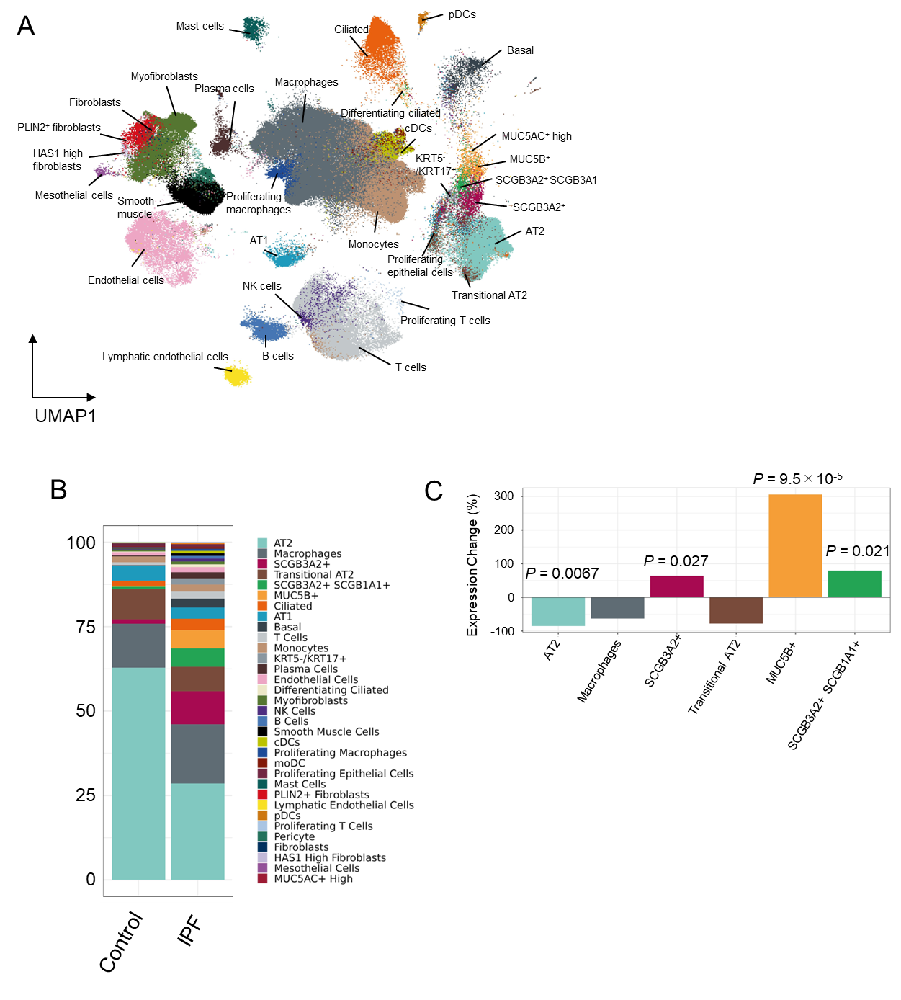 A
Mast cells
Ciliated
pDCs
Basal
Myofibroblasts
Plasma cells
Macrophages
Fibroblasts
Differentiating ciliated
PLIN2⁺ fibroblasts
cDCs
MUC5AC⁺ high
HAS1 high
fibroblasts
KRT5⁻
/KRT17⁺
MUC5B⁺
SCGB3A2⁺ SCGB3A1⁻
Mesothelial cells
Smooth
muscle
Proliferating
macrophages
SCGB3A2⁺
AT1
Monocytes
AT2
Proliferating
epithelial cells
Endothelial cells
NK cells
Transitional AT2
Proliferating T cells
Lymphatic endothelial cells
B cells
T cells
UMAP1
B
100
75
50
25
0
Control
IPF
AT2
Macrophages
SCGB3A2+
Transitional AT2
SCGB3A2+ SCGB1A1+
MUC5B+
Ciliated
AT1
Basal
T Cells
Monocytes
KRT5-/KRT17+
Plasma Cells
Endothelial Cells
Differentiating Ciliated
Myofibroblasts
NK Cells
B Cells
Smooth Muscle Cells
cDCs
Proliferating Macrophages
moDC
Proliferating Epithelial Cells
Mast Cells
PLIN2+ Fibroblasts
Lymphatic Endothelial Cells
pDCs
Proliferating T Cells
Pericyte
Fibroblasts
HAS1 High Fibroblasts
Mesothelial Cells
MUC5AC+ High
C
Expression Change (%)
300
200
100
0
-100
P = 0.0067
P = 0.027
P = 9.5×10⁻⁵
P = 0.021
AT2
Macrophages
SCGB3A2+
Transitional AT2
MUC5B+
SCGB3A2+ SCGB1A1+